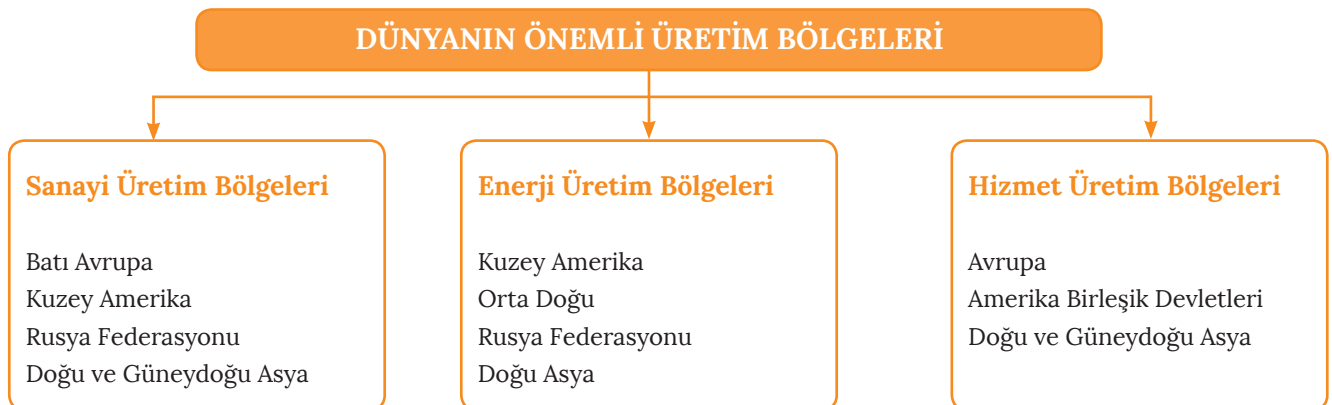 DÜNYANIN ÖNEMLİ ÜRETİM BÖLGELERİ
Sanayi Üretim Bölgeleri
Batı Avrupa
Kuzey Amerika
Rusya Federasyonu
Doğu ve Güneydoğu Asya
Enerji Üretim Bölgeleri
Kuzey Amerika
Orta Doğu
Rusya Federasyonu
Doğu Asya
Hizmet Üretim Bölgeleri
Avrupa
Amerika Birleşik Devletleri
Doğu ve Güneydoğu Asya